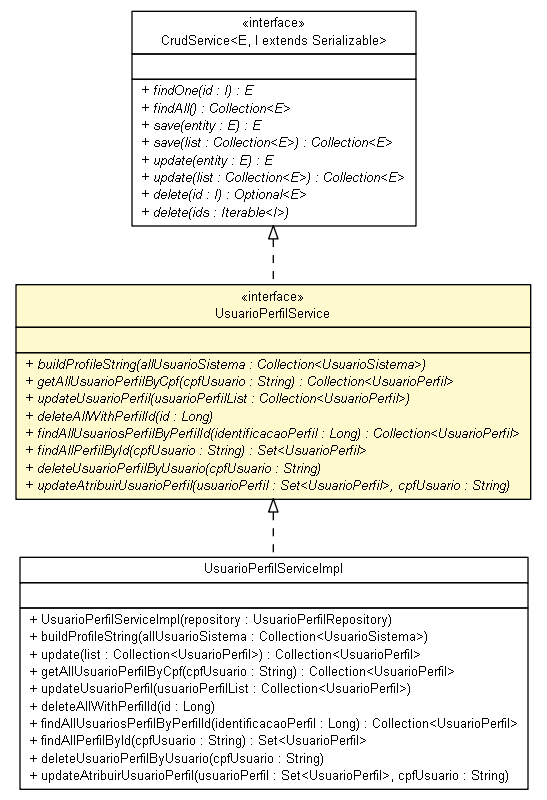 «interface»
CrudService<E, I extends Serializable>
+ findOne(id : I) : E
+ findAll() : Collection<E>
+ save(entity : E) : E
+ save(list : Collection<E>) : Collection<E>
+ update(entity : E) : E
+ update(list : Collection<E>) : Collection<E>
+ delete(id : I) : Optional<E>
+ delete(ids : Iterable<I>)
«interface»
UsuarioPerfilService
+ buildProfileString(allUsuarioSistema : Collection<UsuarioSistema>)
+ getAllUsuarioPerfilByCpf(cpfUsuario : String) : Collection<UsuarioPerfil>
+ updateUsuarioPerfil(usuarioPerfilList : Collection<UsuarioPerfil>)
+ deleteAllWithPerfilId(id : Long)
+ findAllUsuariosPerfilByPerfilId(identificacaoPerfil : Long) : Collection<UsuarioPerfil>
+ findAllPerfilById(cpfUsuario : String) : Set<UsuarioPerfil>
+ deleteUsuarioPerfilByUsuario(cpfUsuario : String)
+ updateAtribuirUsuarioPerfil(usuarioPerfil : Set<UsuarioPerfil>, cpfUsuario : String)
UsuarioPerfilServiceImpl
+ UsuarioPerfilServiceImpl(repository : UsuarioPerfilRepository)
+ buildProfileString(allUsuarioSistema : Collection<UsuarioSistema>)
+ update(list : Collection<UsuarioPerfil>) : Collection<UsuarioPerfil>
+ getAllUsuarioPerfilByCpf(cpfUsuario : String) : Collection<UsuarioPerfil>
+ updateUsuarioPerfil(usuarioPerfilList : Collection<UsuarioPerfil>)
+ deleteAllWithPerfilId(id : Long)
+ findAllUsuariosPerfilByPerfilId(identificacaoPerfil : Long) : Collection<UsuarioPerfil>
+ findAllPerfilById(cpfUsuario : String) : Set<UsuarioPerfil>
+ deleteUsuarioPerfilByUsuario(cpfUsuario : String)
+ updateAtribuirUsuarioPerfil(usuarioPerfil : Set<UsuarioPerfil>, cpfUsuario : String)